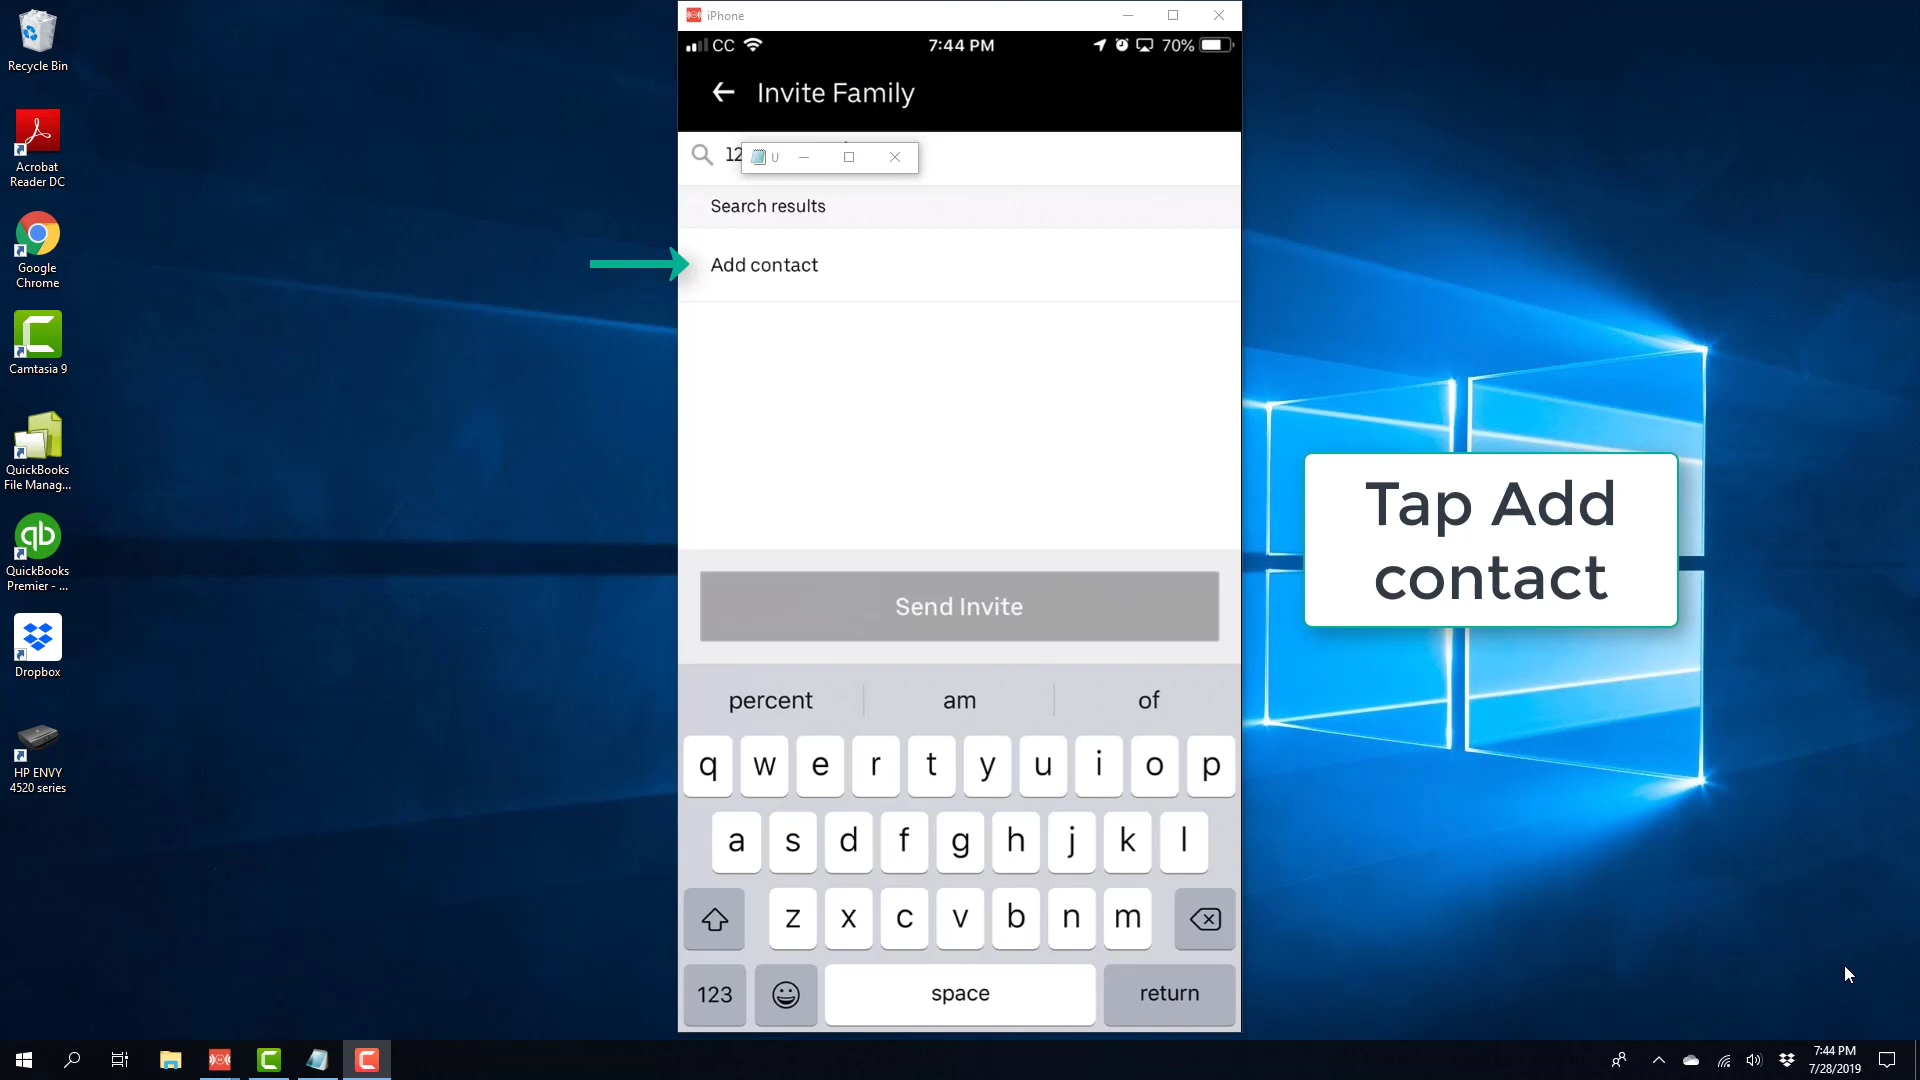 iPhone
CC 7:44 PM 70%
Invite Family
12
U
Search results
Add contact
Send Invite
percent am of
q w e r t y u i o p
a s d f g h j k l
z x c v b n m
123 space return
Tap Add
contact
Recycle Bin
Acrobat
Reader DC
Google
Chrome
Camtasia 9
QuickBooks
File Manag...
QuickBooks
Premier - ...
Dropbox
HP ENVY
4520 series
7:44 PM
7/28/2019